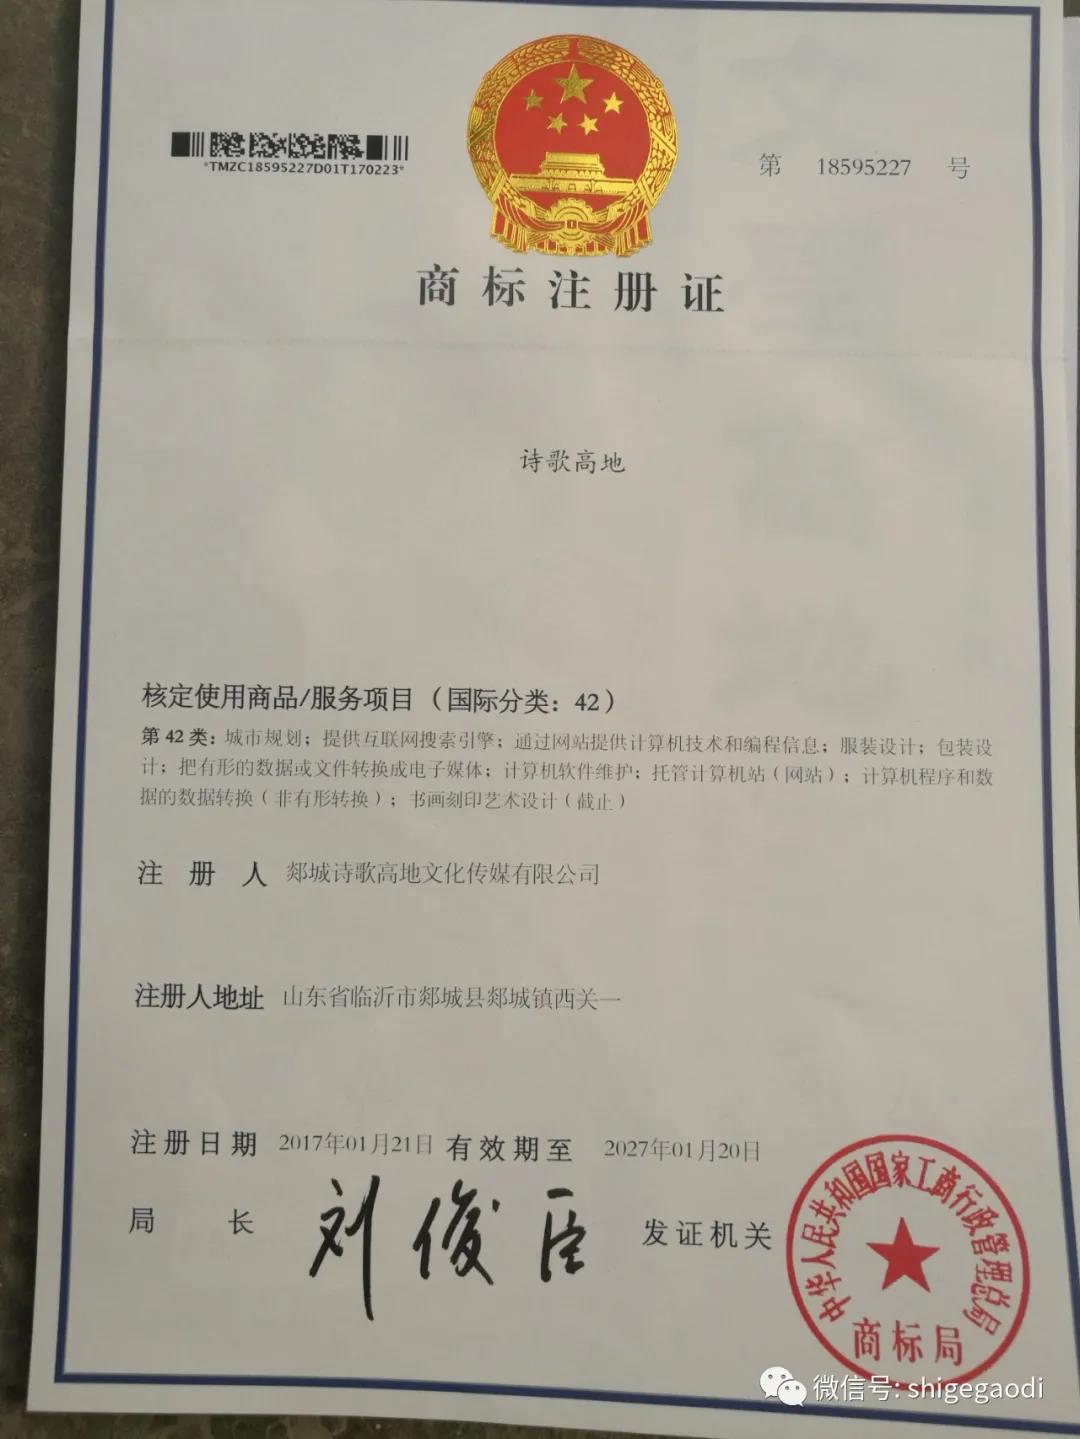 *TMZC18595227D01T170223*
第 18595227 号
商标注册证
诗歌高地
核定使用商品/服务项目（国际分类：42）
第 42 类：城市规划；提供互联网搜索引擎；通过网站提供计算机技术和编程信息；服装设计；包装设
计；把有形的数据或文件转换成电子媒体；计算机软件维护；托管计算机站（网站）；计算机程序和数
据的数据转换（非有形转换）；书画刻印艺术设计（截止）
注册人 郯城诗歌高地文化传媒有限公司
注册人地址 山东省临沂市郯城县郯城镇西关一
注册日期 2017年01月21日 有效期至 2027年01月20日
局长 刘俊臣 发证机关
中华人民共和国国家工商行政管理总局
商标局
微信号: shigegaodi